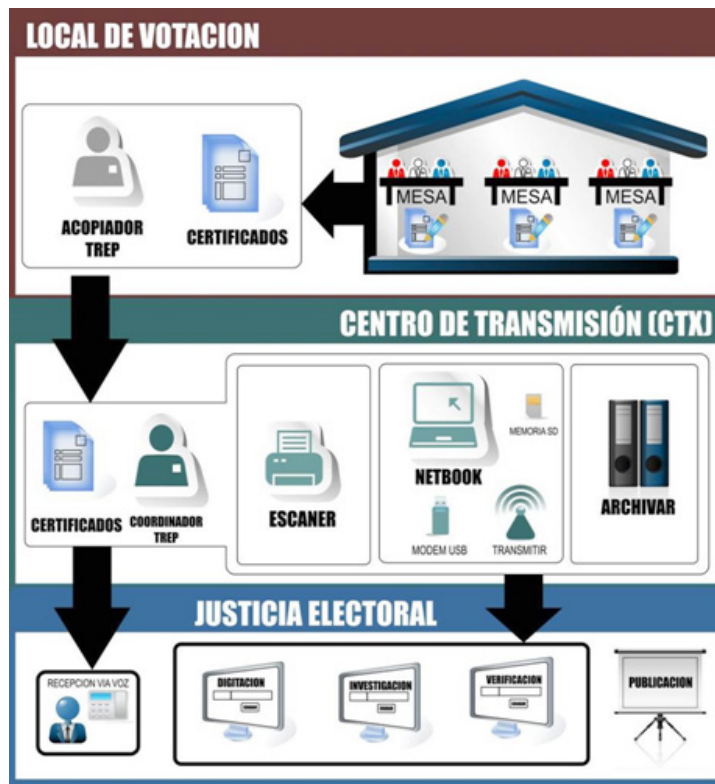 LOCAL DE VOTACION
MESA
MESA
MESA
ACOPIADOR
TREP
CERTIFICADOS
CENTRO DE TRANSMISIÓN (CTX)
CERTIFICADOS
COORDINADOR
TREP
ESCANER
NETBOOK
MEMORIA SD
MODEM USB
TRANSMITIR
ARCHIVAR
JUSTICIA ELECTORAL
RECEPCION VIA VOZ
DIGITACION
INVESTIGACION
VERIFICACION
PUBLICACION